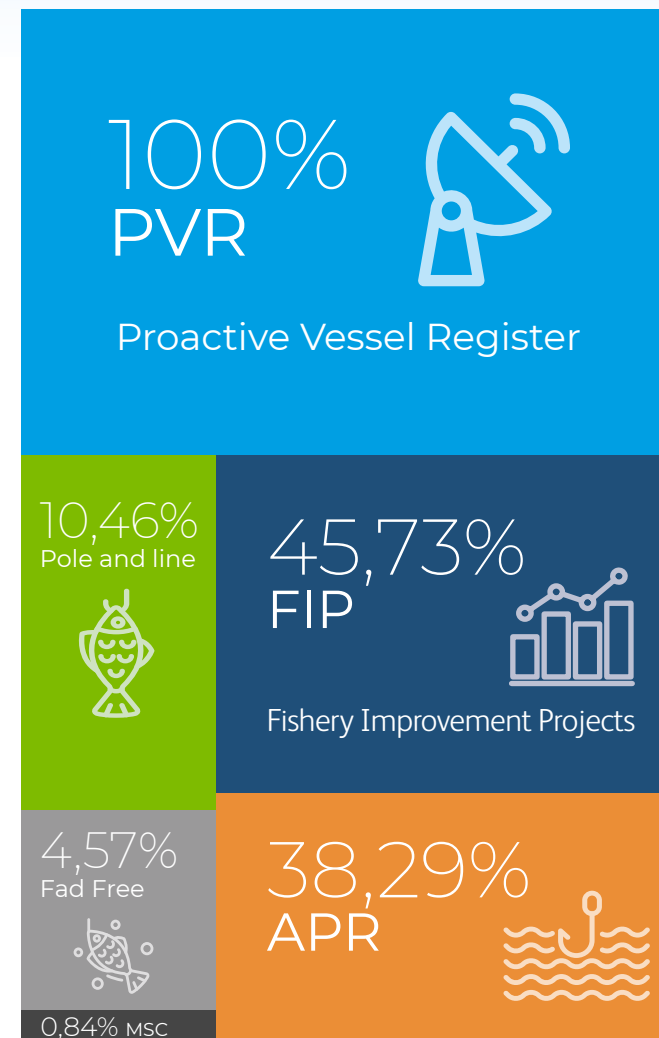 100%
PVR
Proactive Vessel Register
10,46%
Pole and line
45,73%
FIP
Fishery Improvement Projects
4,57%
Fad Free
38,29%
APR
0,84% MSC